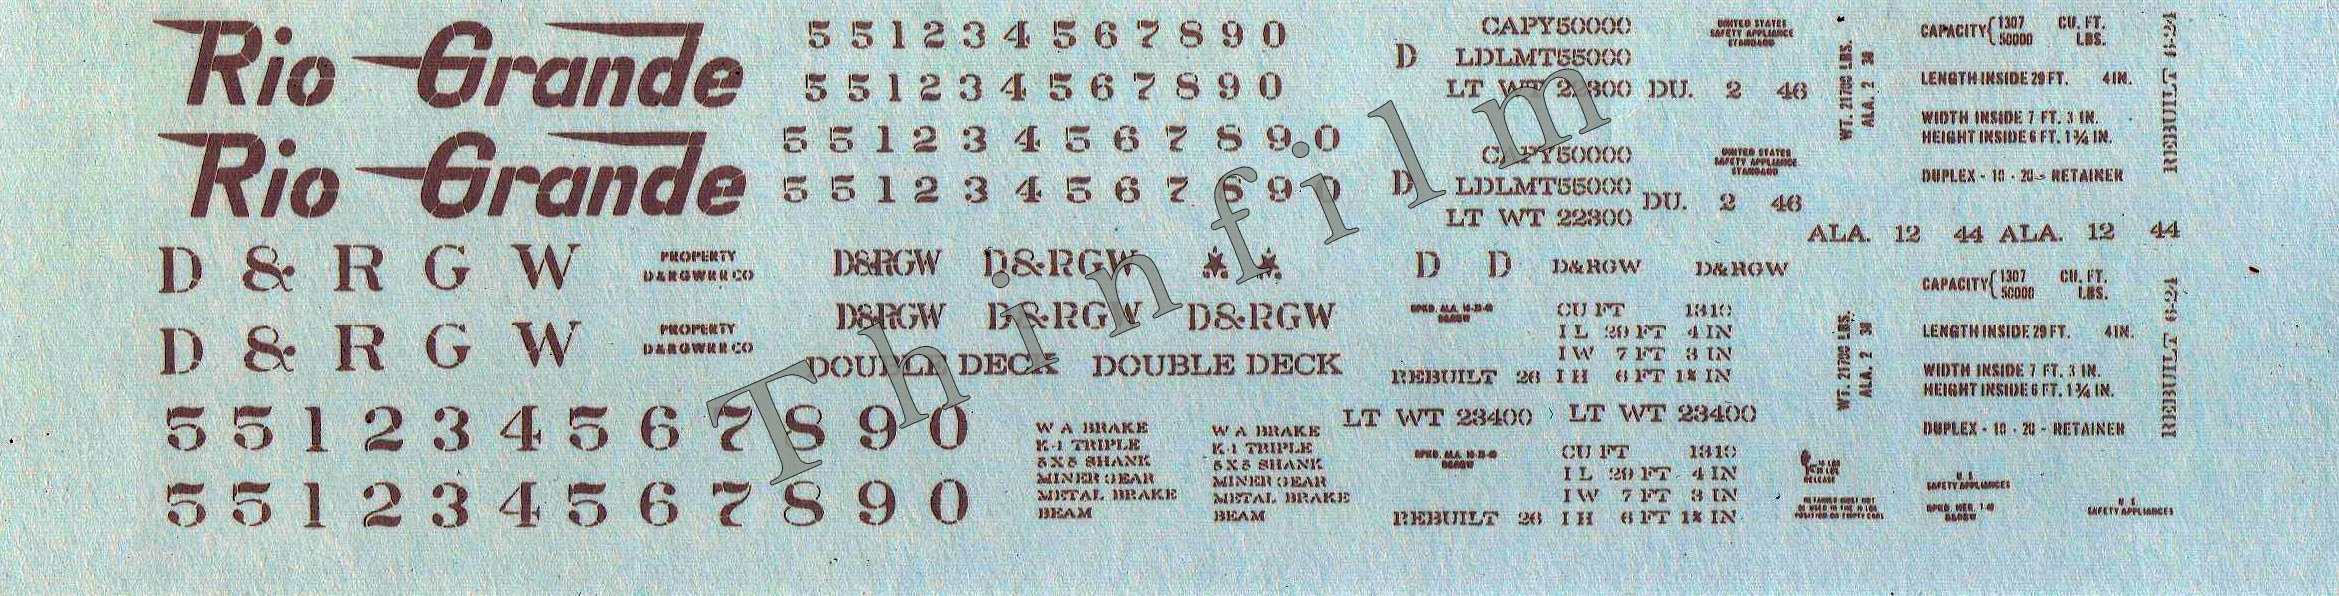 Rio Grande
Rio Grande
D & R G W
PROPERTY
D&RGWRR CO
D & R G W
PROPERTY
D&RGWRR CO
5 5 1 2 3 4 5 6 7 8 9 0
5 5 1 2 3 4 5 6 7 8 9 0
5 5 1 2 3 4 5 6 7 8 9 0
5 5 1 2 3 4 5 6 7 8 9 0
5 5 1 2 3 4 5 6 7 8 9 0
5 5 1 2 3 4 5 6 7 8 9 0
D&RGW D&RGW
D&RGW D&RGW D&RGW
DOUBLE DECK DOUBLE DECK
W A BRAKE
K-1 TRIPLE
5X5 SHANK
MINER GEAR
METAL BRAKE
BEAM
W A BRAKE
K-1 TRIPLE
5X5 SHANK
MINER GEAR
METAL BRAKE
BEAM
Thinfilm
CAPY50000
D LDLMT55000
LT WT 22300 DU. 2 46
UNITED STATES
SAFETY APPLIANCE
STANDARD
CAPY50000
D LDLMT55000
LT WT 22300
DU. 2 46
UNITED STATES
SAFETY APPLIANCE
STANDARD
D D D&RGW D&RGW
CU FT 1310
I L 29 FT 4 IN
I W 7 FT 3 IN
REBUILT 26 I H 6 FT 1¾ IN
LT WT 23400 LT WT 23400
CU FT 1310
I L 29 FT 4 IN
I W 7 FT 3 IN
REBUILT 26 I H 6 FT 1¾ IN
WT. 21700 LBS.
ALA. 2 38
CAPACITY{1307 CU. FT.
50000 LBS.
LENGTH INSIDE 29 FT. 4 IN.
WIDTH INSIDE 7 FT. 3 IN.
HEIGHT INSIDE 6 FT. 1¾ IN.
DUPLEX - 10 - 20 - RETAINER
REBUILT 6-24
ALA. 12 44 ALA. 12 44
WT. 21700 LBS.
ALA. 2 38
CAPACITY{1307 CU. FT.
50000 LBS.
LENGTH INSIDE 29 FT. 4 IN.
WIDTH INSIDE 7 FT. 3 IN.
HEIGHT INSIDE 6 FT. 1¾ IN.
DUPLEX - 10 - 20 - RETAINER
REBUILT 6-24
RELEASE
U. S.
SAFETY APPLIANCES
U. S.
SAFETY APPLIANCES